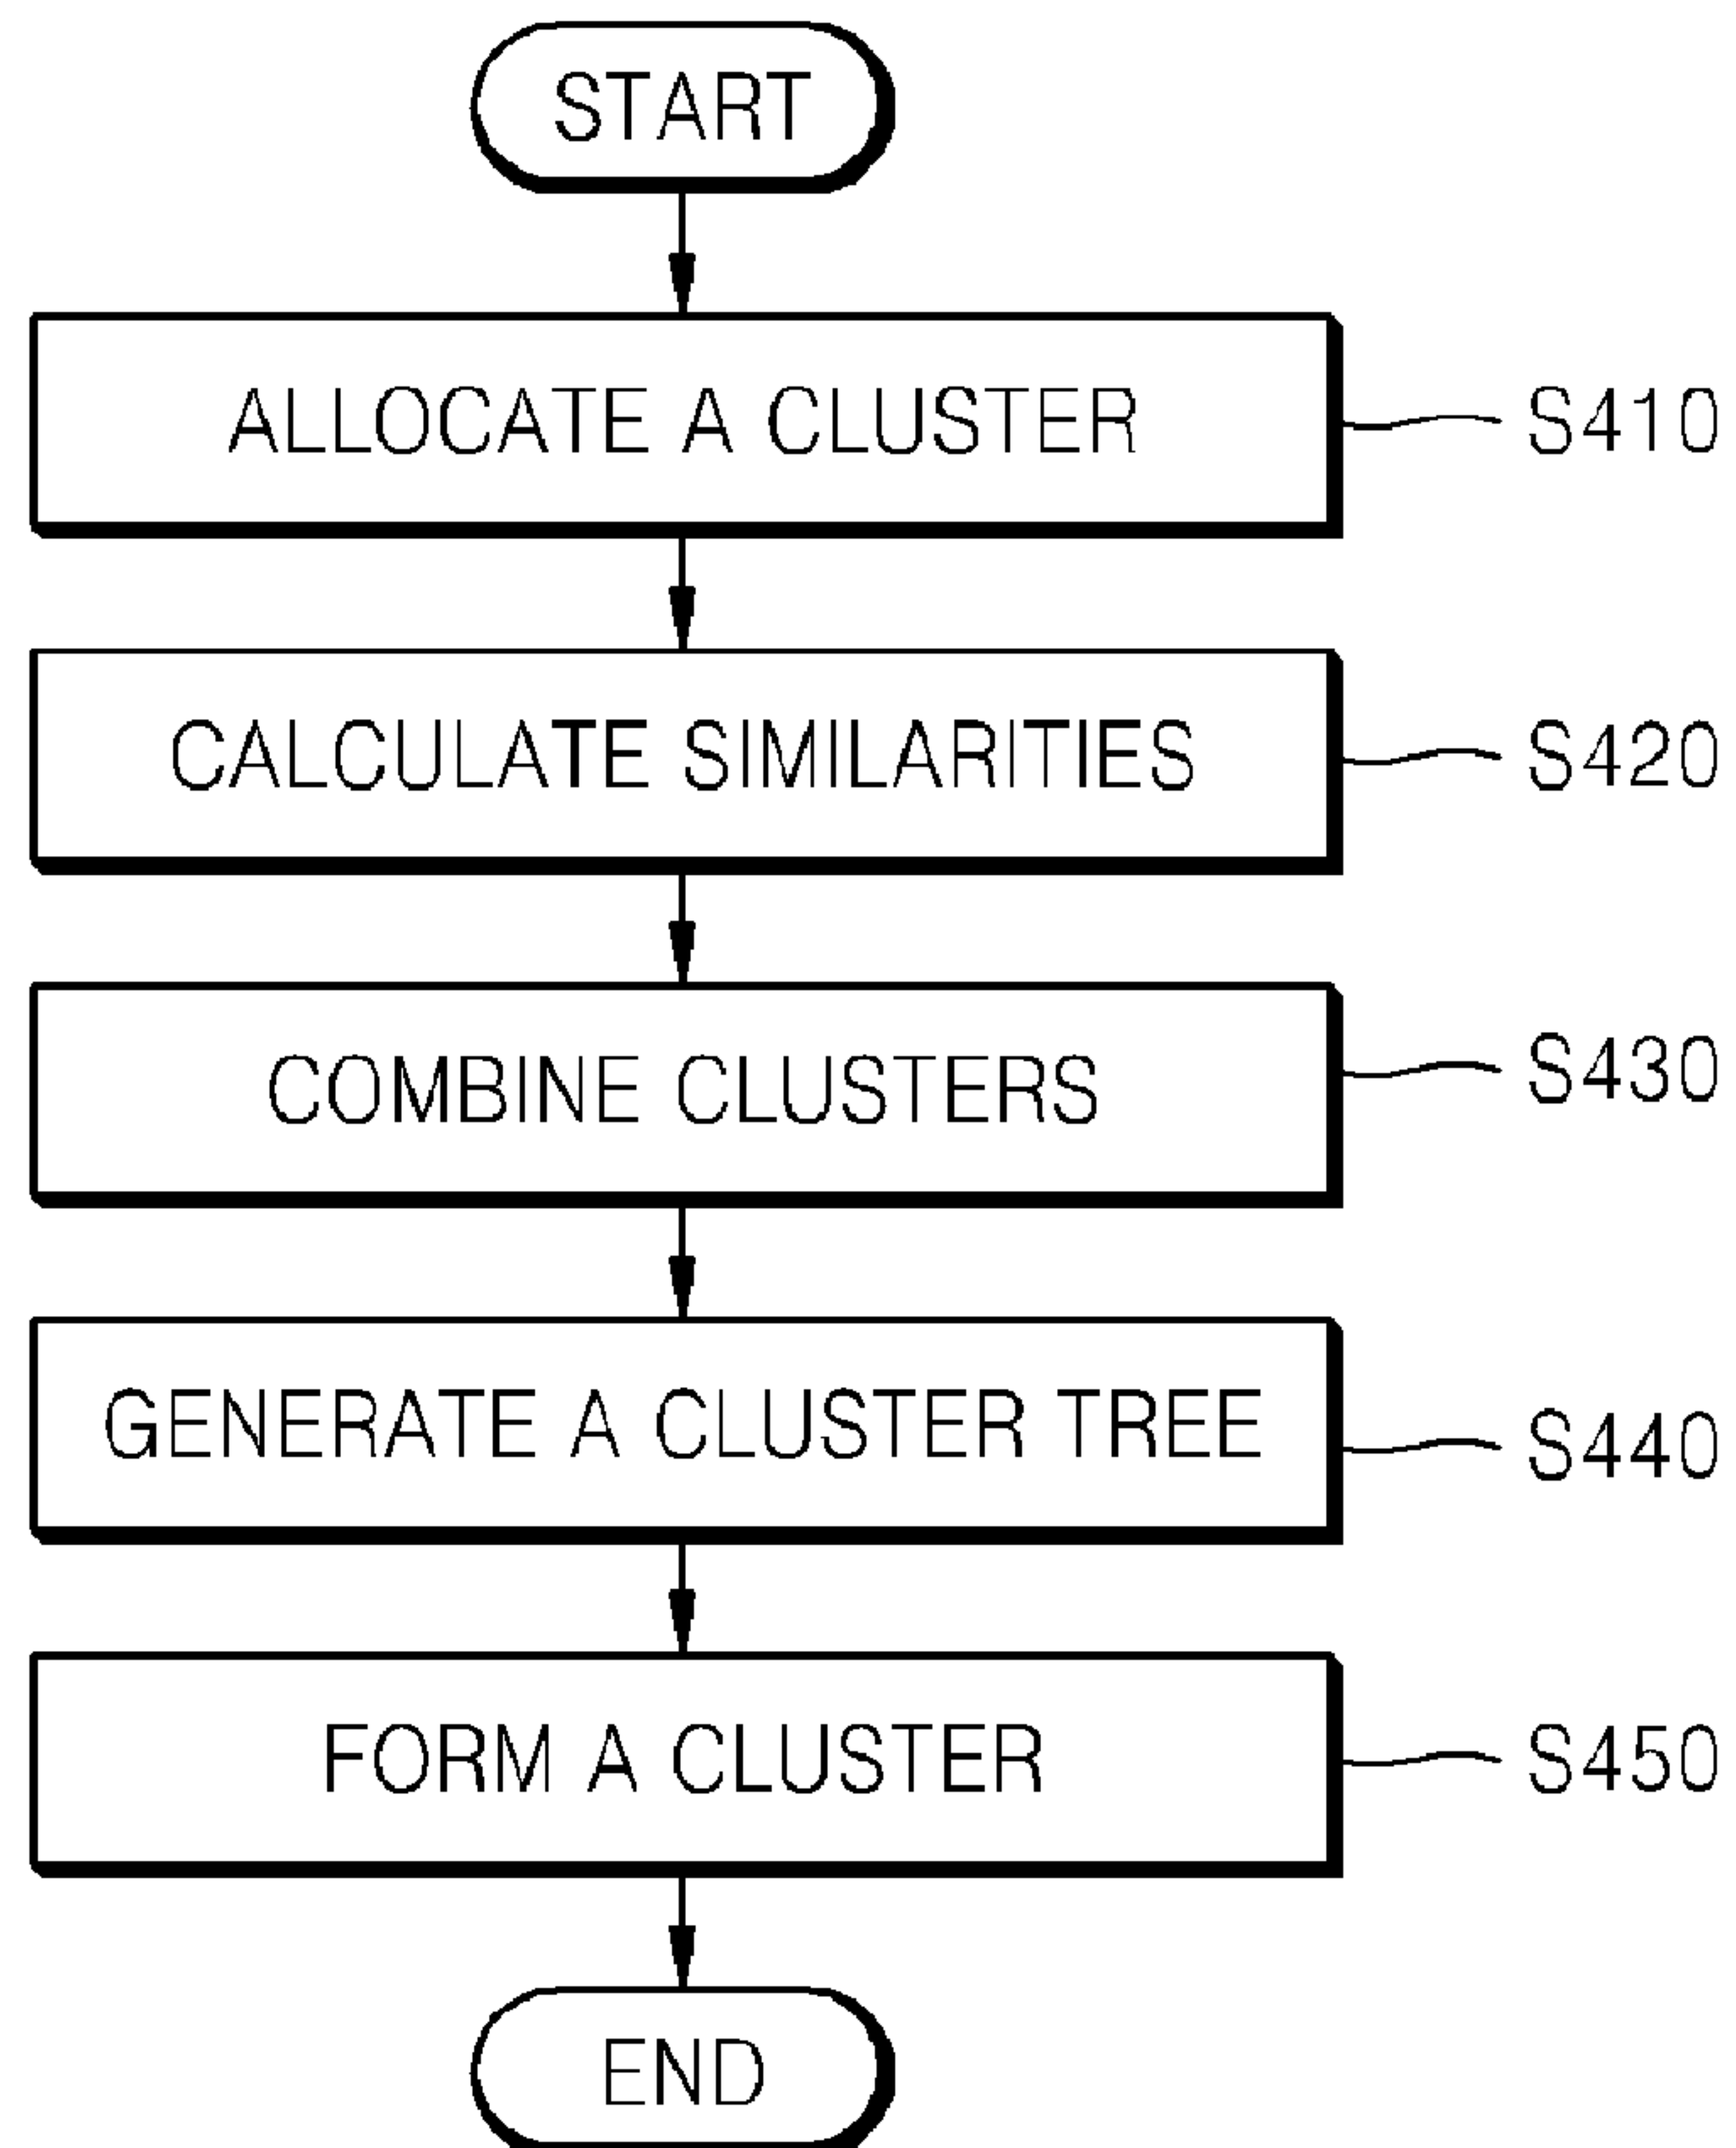 START
ALLOCATE A CLUSTER
S410
CALCULATE SIMILARITIES
S420
COMBINE CLUSTERS
S430
GENERATE A CLUSTER TREE
S440
FORM A CLUSTER
S450
END